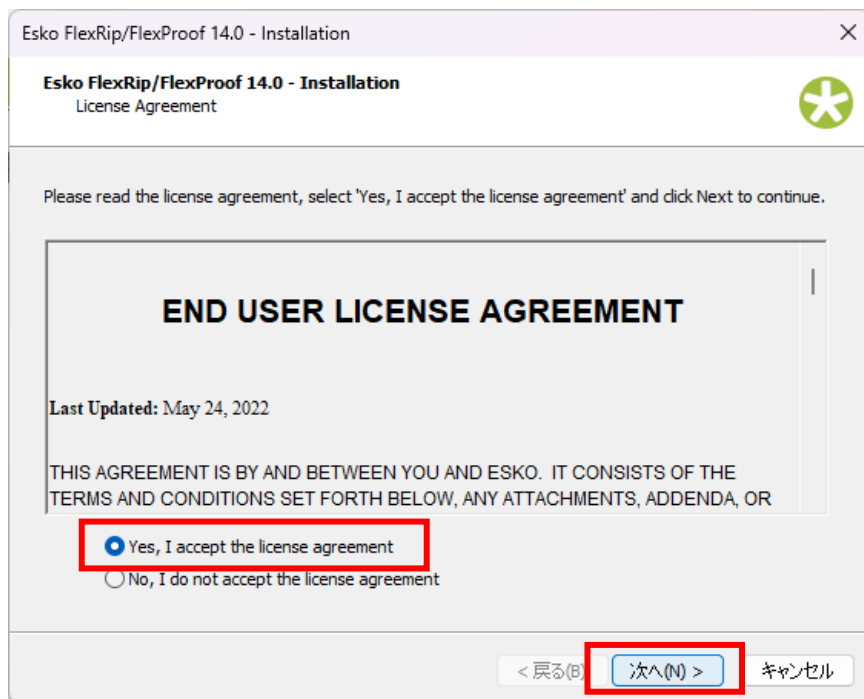 Esko FlexRip/FlexProof 14.0 - Installation
Esko FlexRip/FlexProof 14.0 - Installation
License Agreement
Please read the license agreement, select 'Yes, I accept the license agreement' and click Next to continue.
END USER LICENSE AGREEMENT
Last Updated: May 24, 2022
THIS AGREEMENT IS BY AND BETWEEN YOU AND ESKO. IT CONSISTS OF THE
TERMS AND CONDITIONS SET FORTH BELOW, ANY ATTACHMENTS, ADDENDA, OR
Yes, I accept the license agreement
No, I do not accept the license agreement
< 戻る(B) 次へ(N) > キャンセル